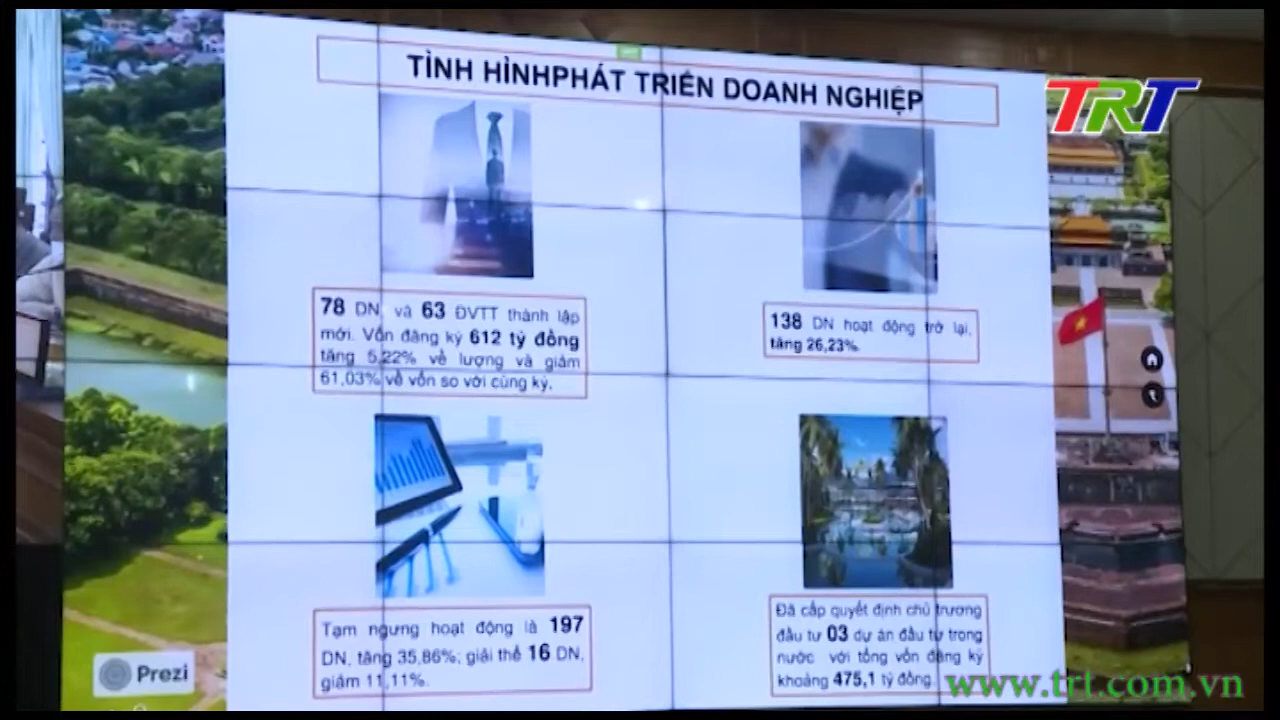 TÌNH HÌNHPHÁT TRIỂN DOANH NGHIỆP
TRT
78 DN và 63 ĐVTT thành lập
mới. Vốn đăng ký 612 tỷ đồng
tăng 5,22% về lượng và giảm
61,03% về vốn so với cùng kỳ.
138 DN hoạt động trở lại,
tăng 26,23%.
Tạm ngưng hoạt động là 197
DN, tăng 35,86%; giải thể 16 DN,
giảm 11,11%.
Đã cấp quyết định chủ trương
đầu tư 03 dự án đầu tư trong
nước với tổng vốn đăng ký
khoảng 475,1 tỷ đồng.
Prezi
www.trt.com.vn